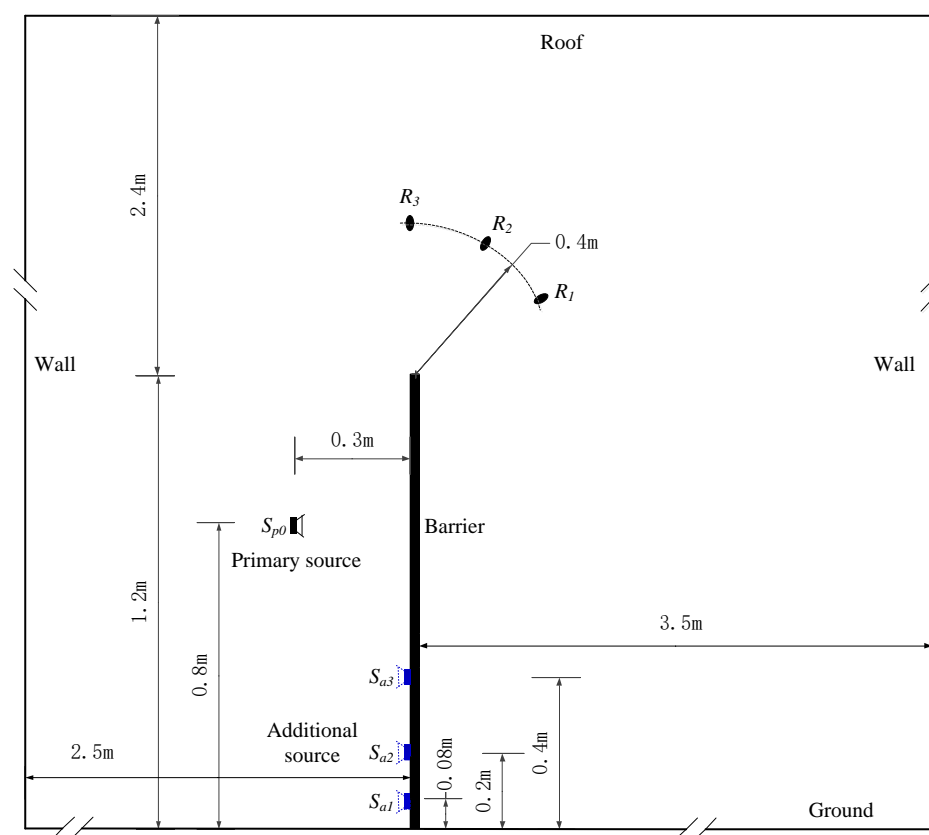 Roof
2.4m
R3
R2
0.4m
R1
Wall
Wall
0.3m
Sp0
Barrier
Primary source
1.2m
0.8m
3.5m
Sa3
Additional
source
2.5m
Sa2
0.08m
0.2m
0.4m
Sa1
Ground